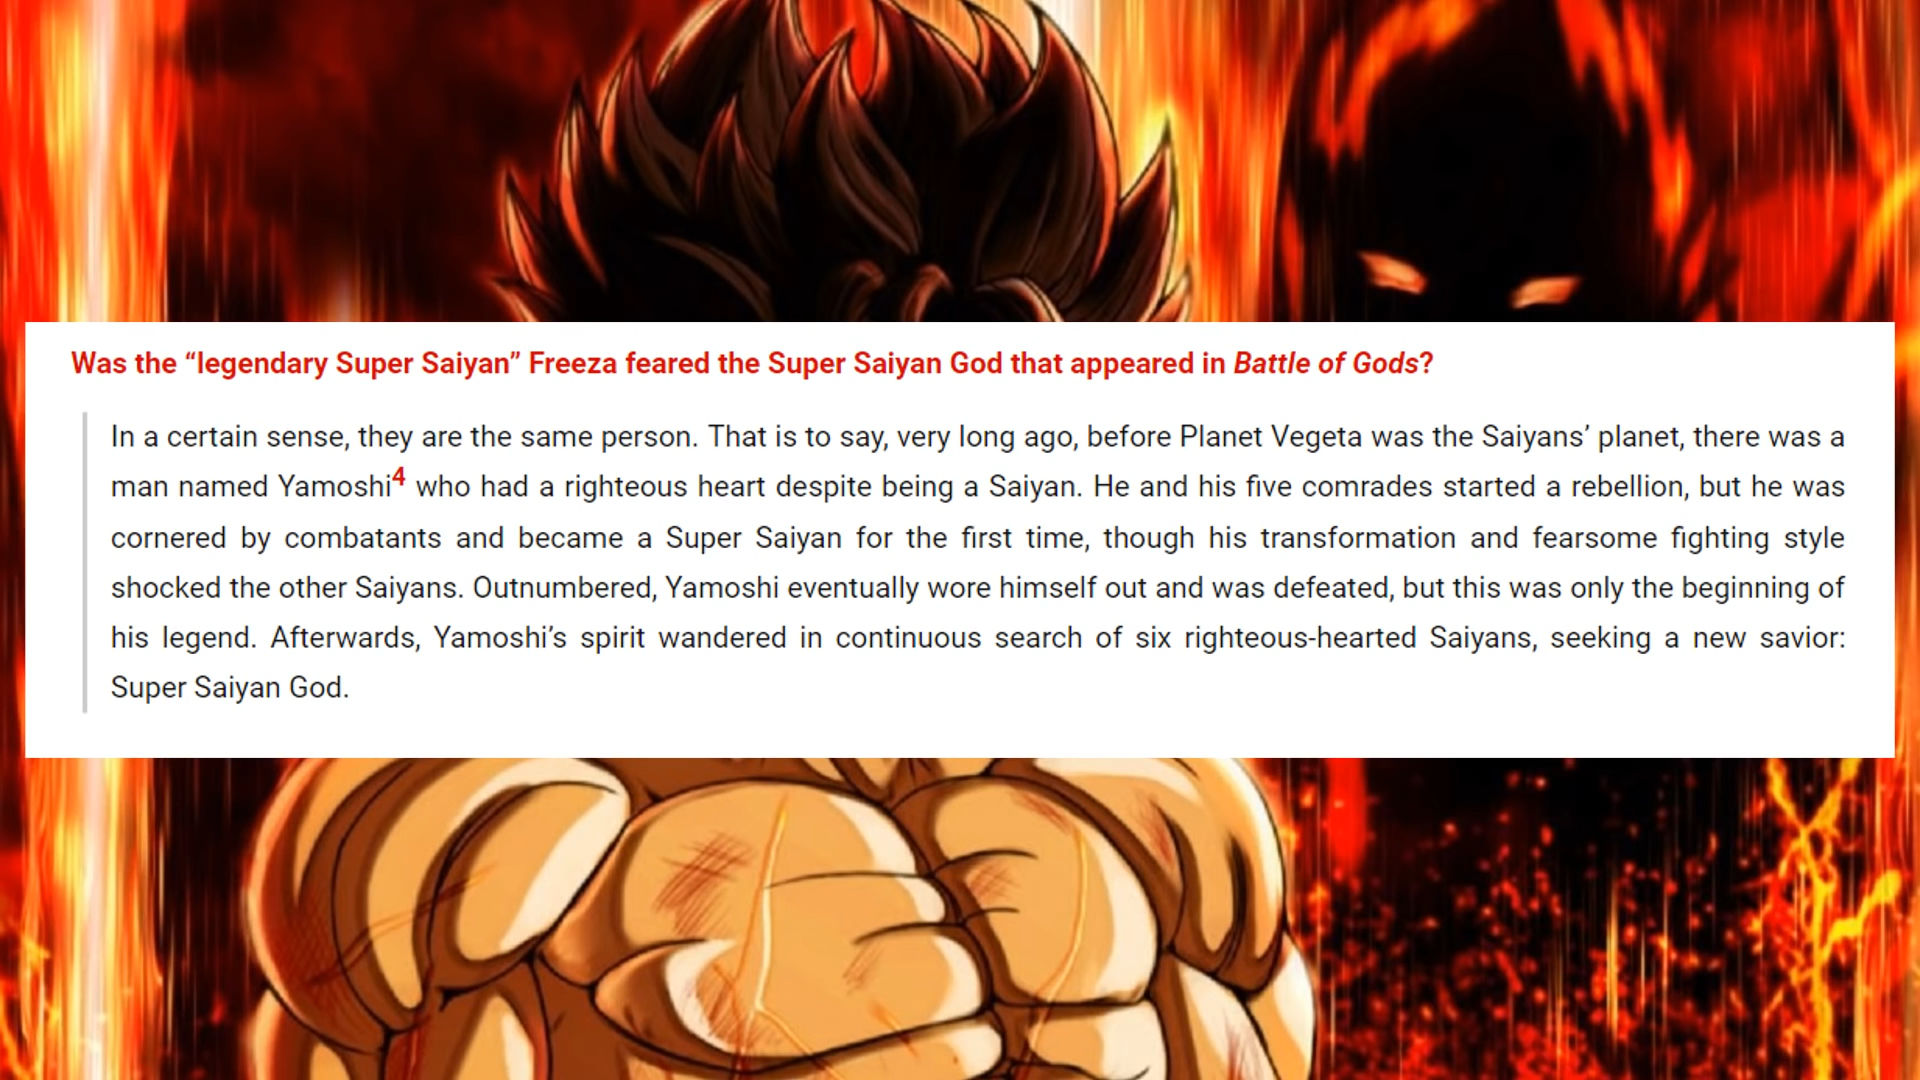 Was the “legendary Super Saiyan” Freeza feared the Super Saiyan God that appeared in Battle of Gods?
In a certain sense, they are the same person. That is to say, very long ago, before Planet Vegeta was the Saiyans’ planet, there was a
man named Yamoshi4 who had a righteous heart despite being a Saiyan. He and his five comrades started a rebellion, but he was
cornered by combatants and became a Super Saiyan for the first time, though his transformation and fearsome fighting style
shocked the other Saiyans. Outnumbered, Yamoshi eventually wore himself out and was defeated, but this was only the beginning of
his legend. Afterwards, Yamoshi’s spirit wandered in continuous search of six righteous-hearted Saiyans, seeking a new savior:
Super Saiyan God.